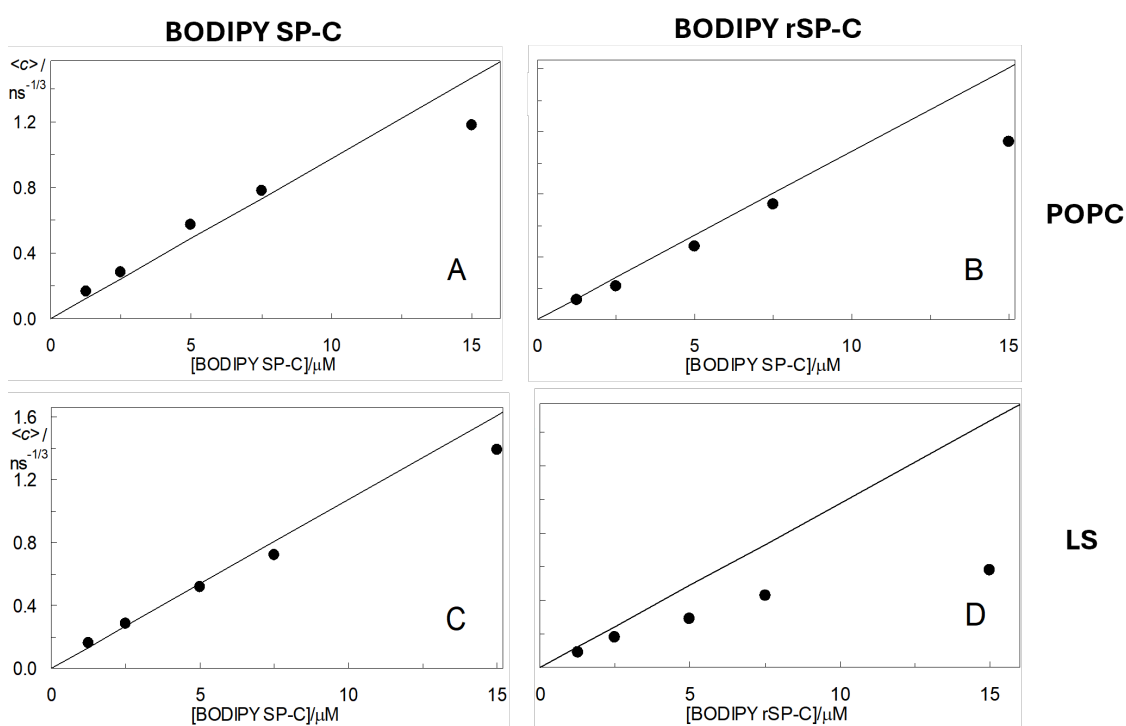 BODIPY SP-C
BODIPY rSP-C
<c> /
ns-1/3
1.2
0.8
0.4
0.0
A
0 5 10 15
[BODIPY SP-C]/μM
B
0 5 10 15
[BODIPY SP-C]/μM
POPC
1.6
<c> /
ns-1/3
1.2
0.8
0.4
0.0
C
0 5 10 15
[BODIPY SP-C]/μM
D
0 5 10 15
[BODIPY rSP-C]/μM
LS